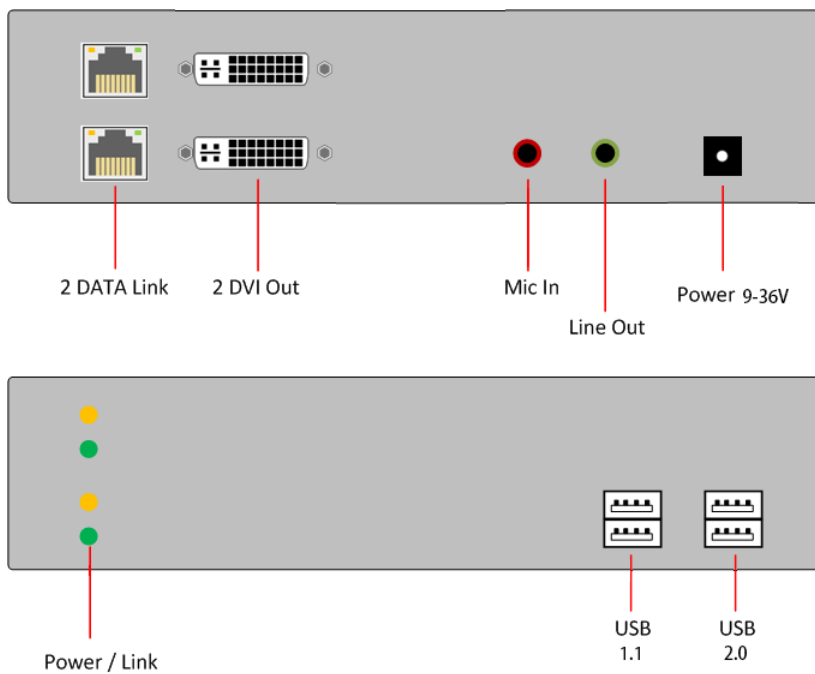 2 DATA Link
2 DVI Out
Mic In
Line Out
Power 9-36V
Power / Link
USB
1.1
USB
2.0